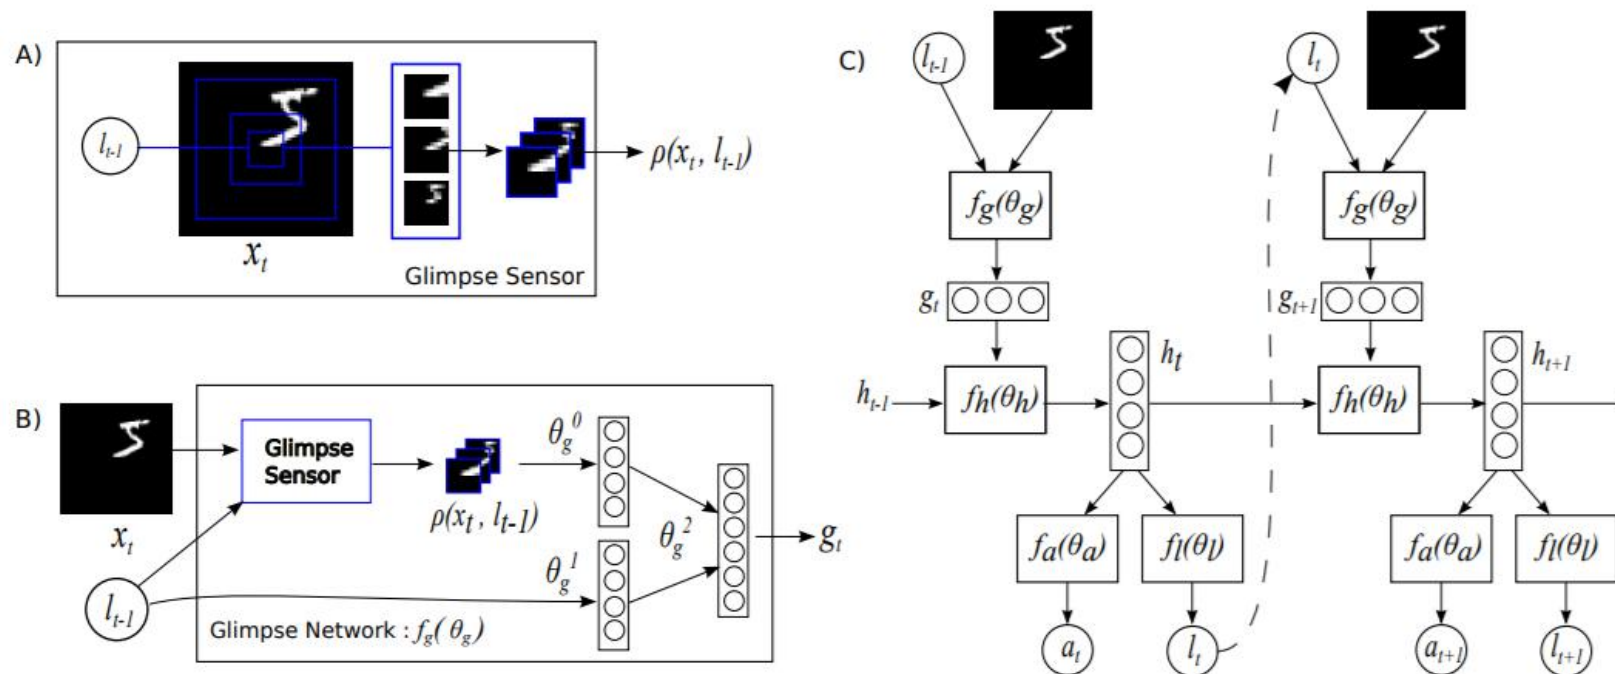 A)
l_{t-1}
x_t
ρ(x_t, l_{t-1})
Glimpse Sensor
B)
x_t
l_{t-1}
Glimpse
Sensor
ρ(x_t, l_{t-1})
θ_g^0
θ_g^1
θ_g^2
g_t
Glimpse Network : f_g(θ_g)
C)
l_{t-1}
f_g(θ_g)
g_t
h_{t-1}
f_h(θ_h)
h_t
f_a(θ_a)
f_l(θ_l)
a_t
l_t
l_t
f_g(θ_g)
g_{t+1}
f_h(θ_h)
h_{t+1}
f_a(θ_a)
f_l(θ_l)
a_{t+1}
l_{t+1}